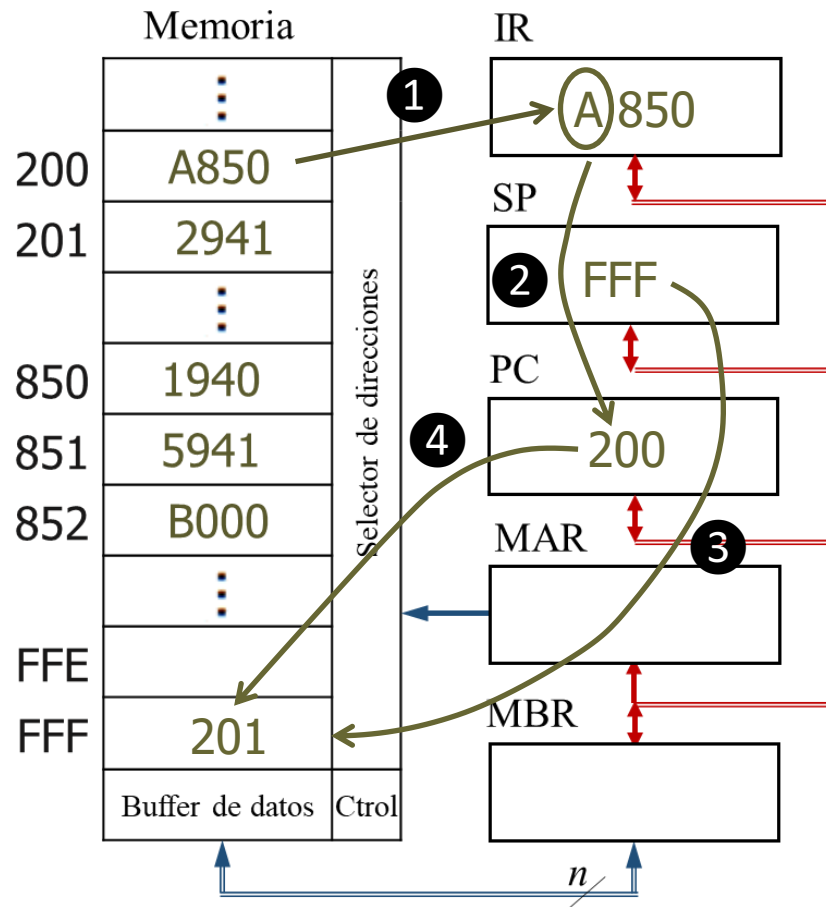 Memoria
IR
1
A850
200
A850
SP
201
2941
2
FFF
Selector de direcciones
PC
850
1940
4
200
851
5941
852
B000
MAR
3
FFE
MBR
FFF
201
Buffer de datos
Ctrol
n